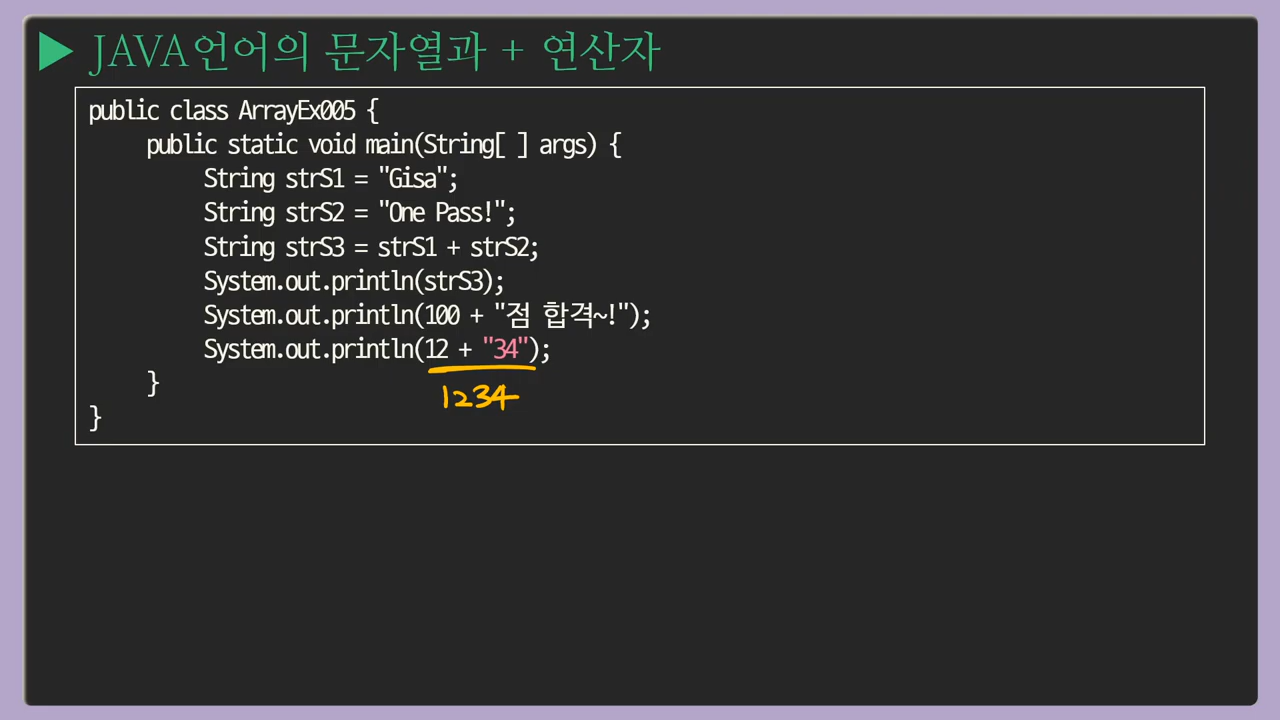 ▶ JAVA언어의 문자열과 + 연산자
public class ArrayEx005 {
public static void main(String[ ] args) {
String strS1 = "Gisa";
String strS2 = "One Pass!";
String strS3 = strS1 + strS2;
System.out.println(strS3);
System.out.println(100 + "점 합격~!");
System.out.println(12 + "34");
}
1234
}